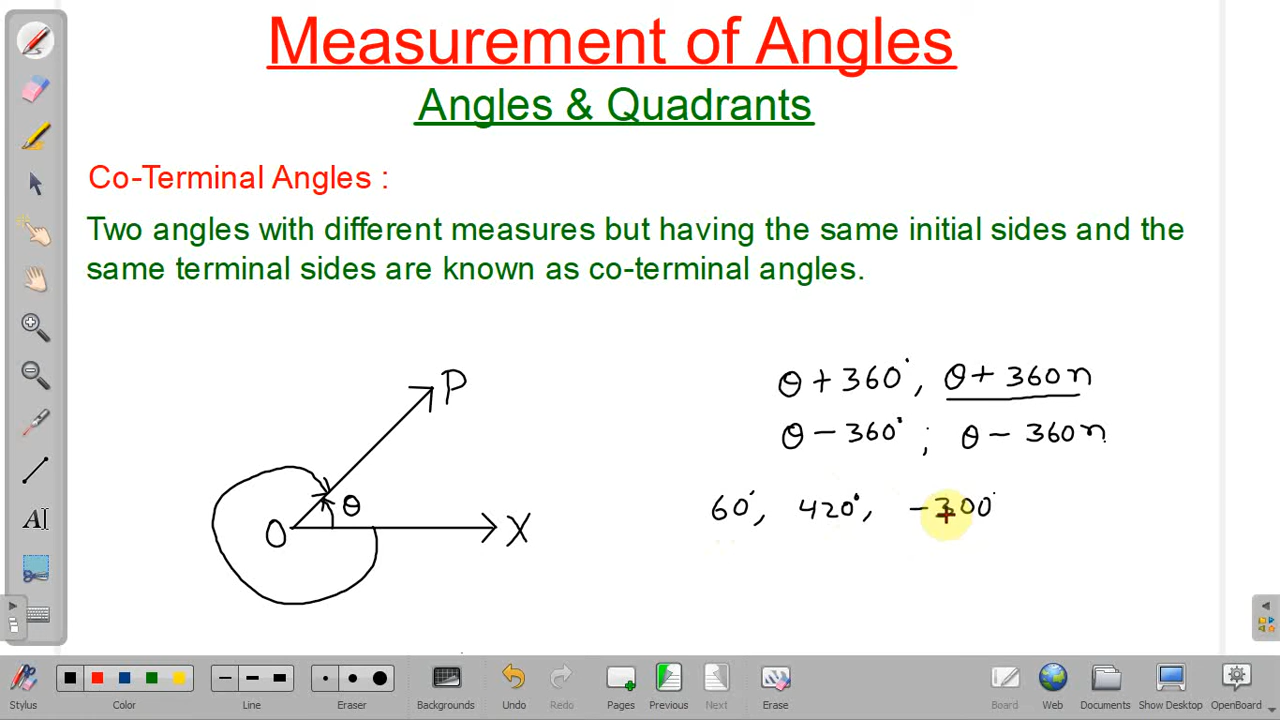 Measurement of Angles
Angles & Quadrants
Co-Terminal Angles :
Two angles with different measures but having the same initial sides and the
same terminal sides are known as co-terminal angles.
θ + 360°, θ + 360n
θ - 360° ; θ - 360n
P
θ
O
X
60°, 420°, -300°
AI
Stylus
Color
Line
Eraser
Backgrounds
Undo
Redo
Pages
Previous
Next
Erase
Board
Web
Documents
Show Desktop
OpenBoard